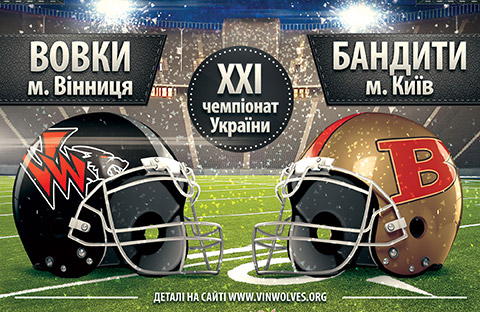 ВОВКИ
м. Вінниця
XXI
чемпіонат
України
БАНДИТИ
м. Київ
W
B
ДЕТАЛІ НА САЙТІ WWW.VINWOLVES.ORG